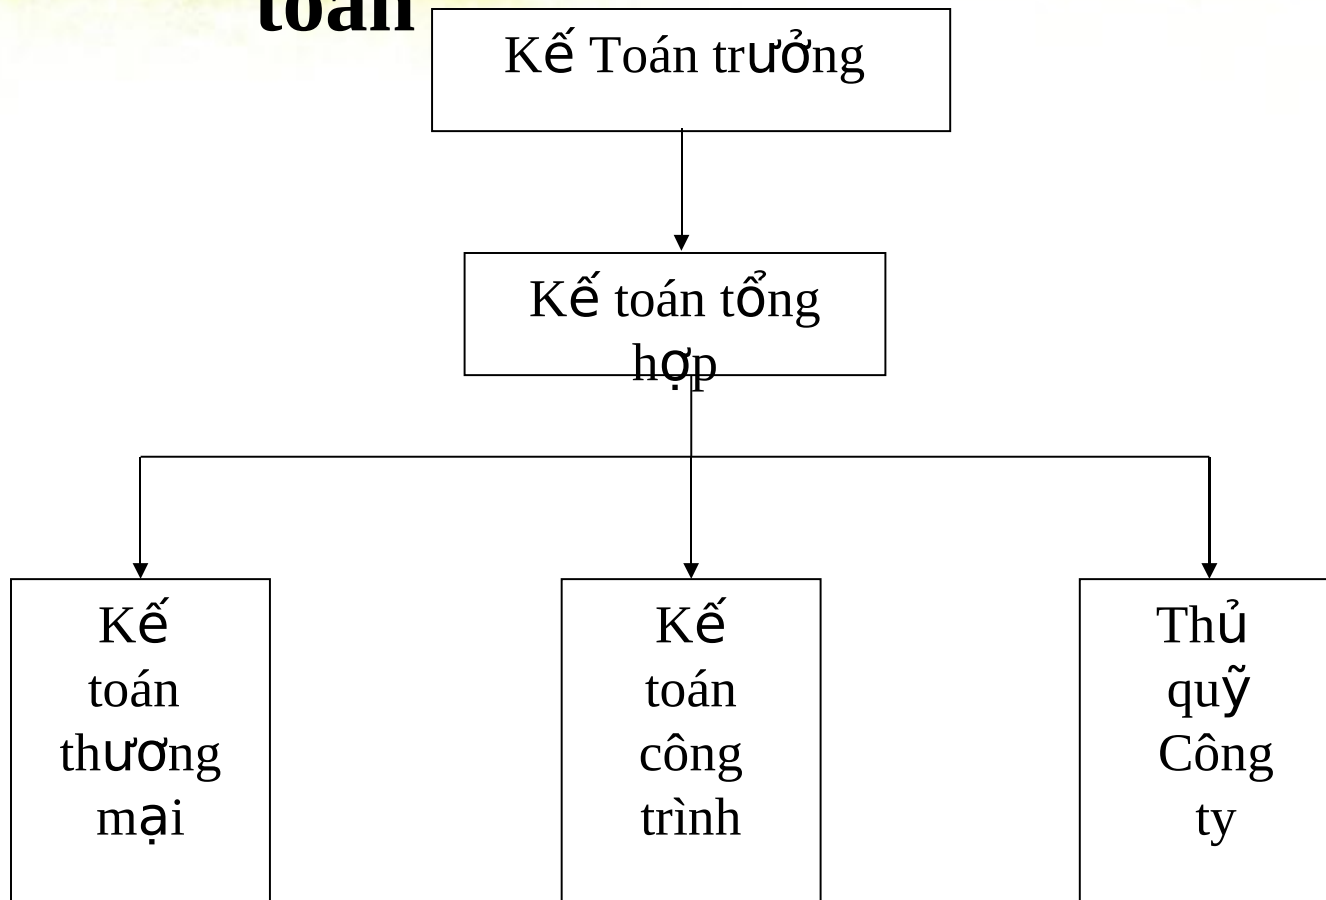 toán
Kế Toán trưởng
Kế toán tổng
hợp
Kế
toán
thương
mại
Kế
toán
công
trình
Thủ
quỹ
Công
ty